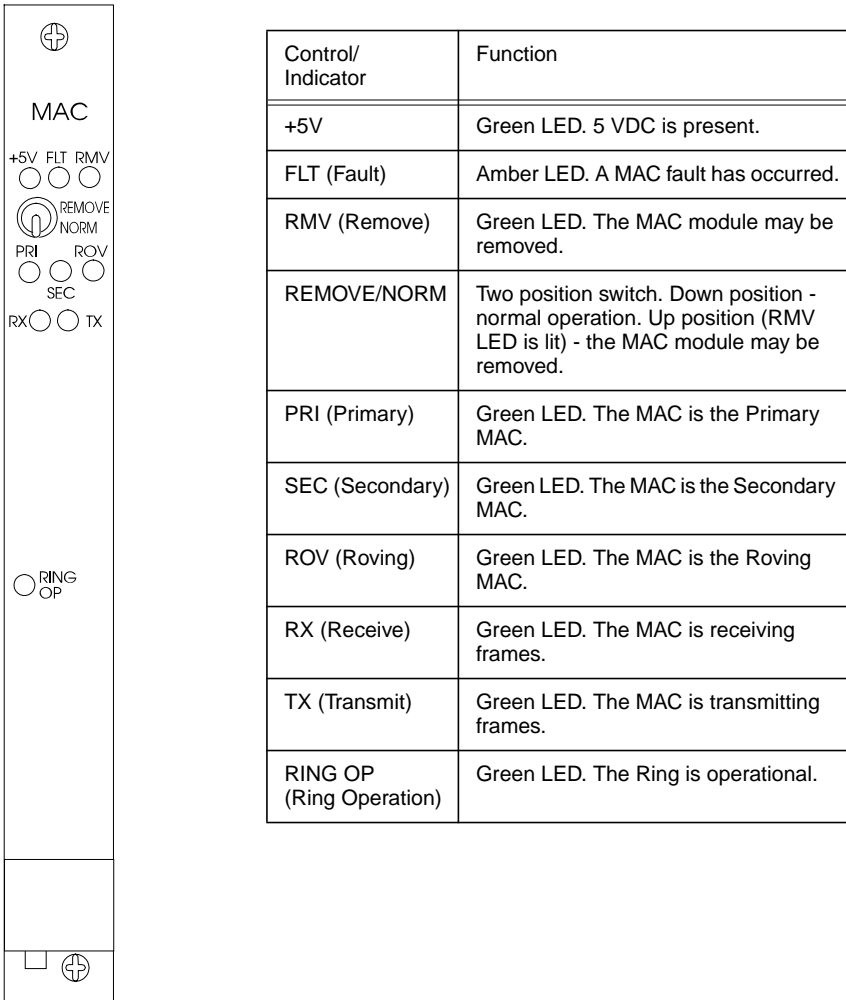 MAC
+5V FLT RMV
REMOVE
NORM
PRI ROV
SEC
RX TX
RING
OP
Control/
Indicator
Function
+5V
Green LED. 5 VDC is present.
FLT (Fault)
Amber LED. A MAC fault has occurred.
RMV (Remove)
Green LED. The MAC module may be
removed.
REMOVE/NORM
Two position switch. Down position -
normal operation. Up position (RMV
LED is lit) - the MAC module may be
removed.
PRI (Primary)
Green LED. The MAC is the Primary
MAC.
SEC (Secondary)
Green LED. The MAC is the Secondary
MAC.
ROV (Roving)
Green LED. The MAC is the Roving
MAC.
RX (Receive)
Green LED. The MAC is receiving
frames.
TX (Transmit)
Green LED. The MAC is transmitting
frames.
RING OP
(Ring Operation)
Green LED. The Ring is operational.